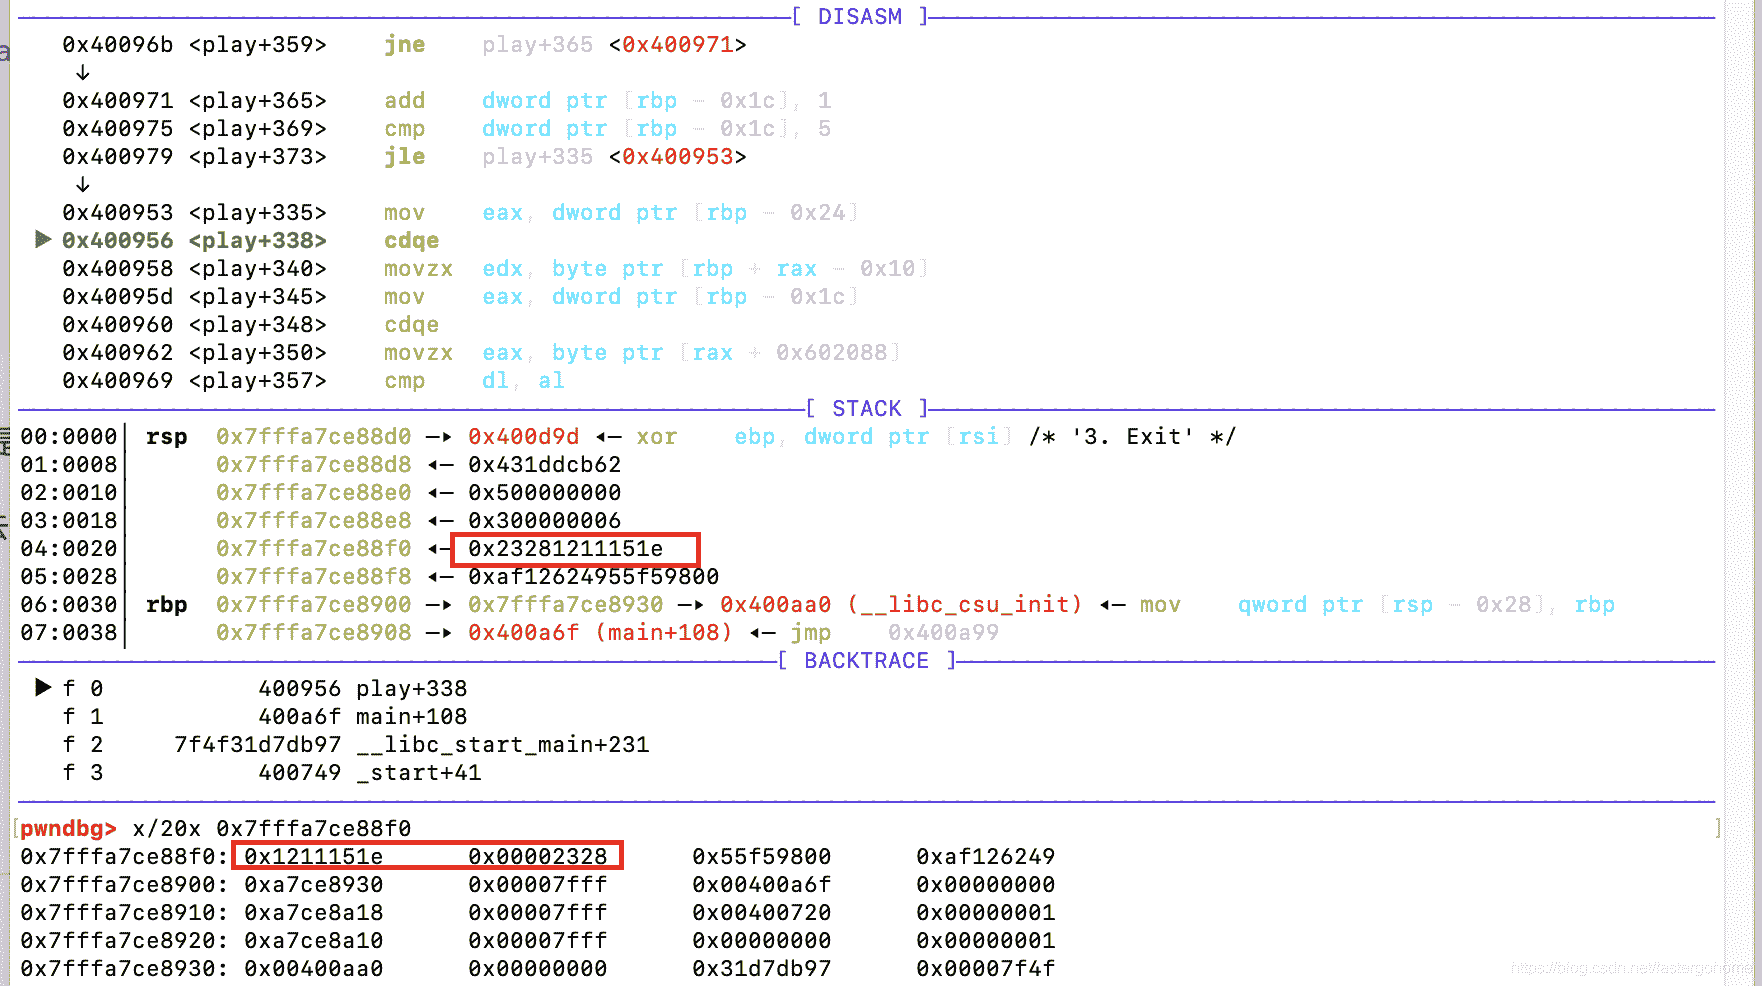 [ DISASM ]
0x40096b <play+359> jne play+365 <0x400971>
↓
0x400971 <play+365> add dword ptr [rbp - 0x1c], 1
0x400975 <play+369> cmp dword ptr [rbp - 0x1c], 5
0x400979 <play+373> jle play+335 <0x400953>
↓
0x400953 <play+335> mov eax, dword ptr [rbp - 0x24]
► 0x400956 <play+338> cdqe
0x400958 <play+340> movzx edx, byte ptr [rbp + rax - 0x10]
0x40095d <play+345> mov eax, dword ptr [rbp - 0x1c]
0x400960 <play+348> cdqe
0x400962 <play+350> movzx eax, byte ptr [rax + 0x602088]
0x400969 <play+357> cmp dl, al
[ STACK ]
00:0000│ rsp 0x7fffa7ce88d0 —▸ 0x400d9d ◂— xor ebp, dword ptr [rsi] /* '3. Exit' */
01:0008│ 0x7fffa7ce88d8 ◂— 0x431ddcb62
02:0010│ 0x7fffa7ce88e0 ◂— 0x500000000
03:0018│ 0x7fffa7ce88e8 ◂— 0x300000006
04:0020│ 0x7fffa7ce88f0 ◂— 0x23281211151e
05:0028│ 0x7fffa7ce88f8 ◂— 0xaf12624955f59800
06:0030│ rbp 0x7fffa7ce8900 —▸ 0x7fffa7ce8930 —▸ 0x400aa0 (__libc_csu_init) ◂— mov qword ptr [rsp - 0x28], rbp
07:0038│ 0x7fffa7ce8908 —▸ 0x400a6f (main+108) ◂— jmp 0x400a99
[ BACKTRACE ]
► f 0 400956 play+338
f 1 400a6f main+108
f 2 7f4f31d7db97 __libc_start_main+231
f 3 400749 _start+41
[pwndbg> x/20x 0x7fffa7ce88f0 ]
0x7fffa7ce88f0: 0x1211151e 0x00002328 0x55f59800 0xaf126249
0x7fffa7ce8900: 0xa7ce8930 0x00007fff 0x00400a6f 0x00000000
0x7fffa7ce8910: 0xa7ce8a18 0x00007fff 0x00400720 0x00000001
0x7fffa7ce8920: 0xa7ce8a10 0x00007fff 0x00000000 0x00000001
0x7fffa7ce8930: 0x00400aa0 0x00000000 0x31d7db97 0x00007f4f